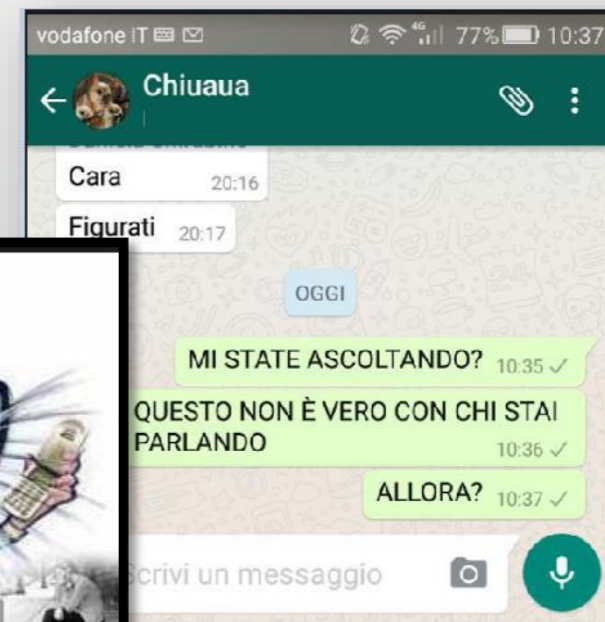 vodafone IT 77% 10:37
Chiuaua
Cara 20:16
Figurati 20:17
OGGI
MI STATE ASCOLTANDO? 10:35
QUESTO NON È VERO CON CHI STAI
PARLANDO 10:36
ALLORA? 10:37
Scrivi un messaggio